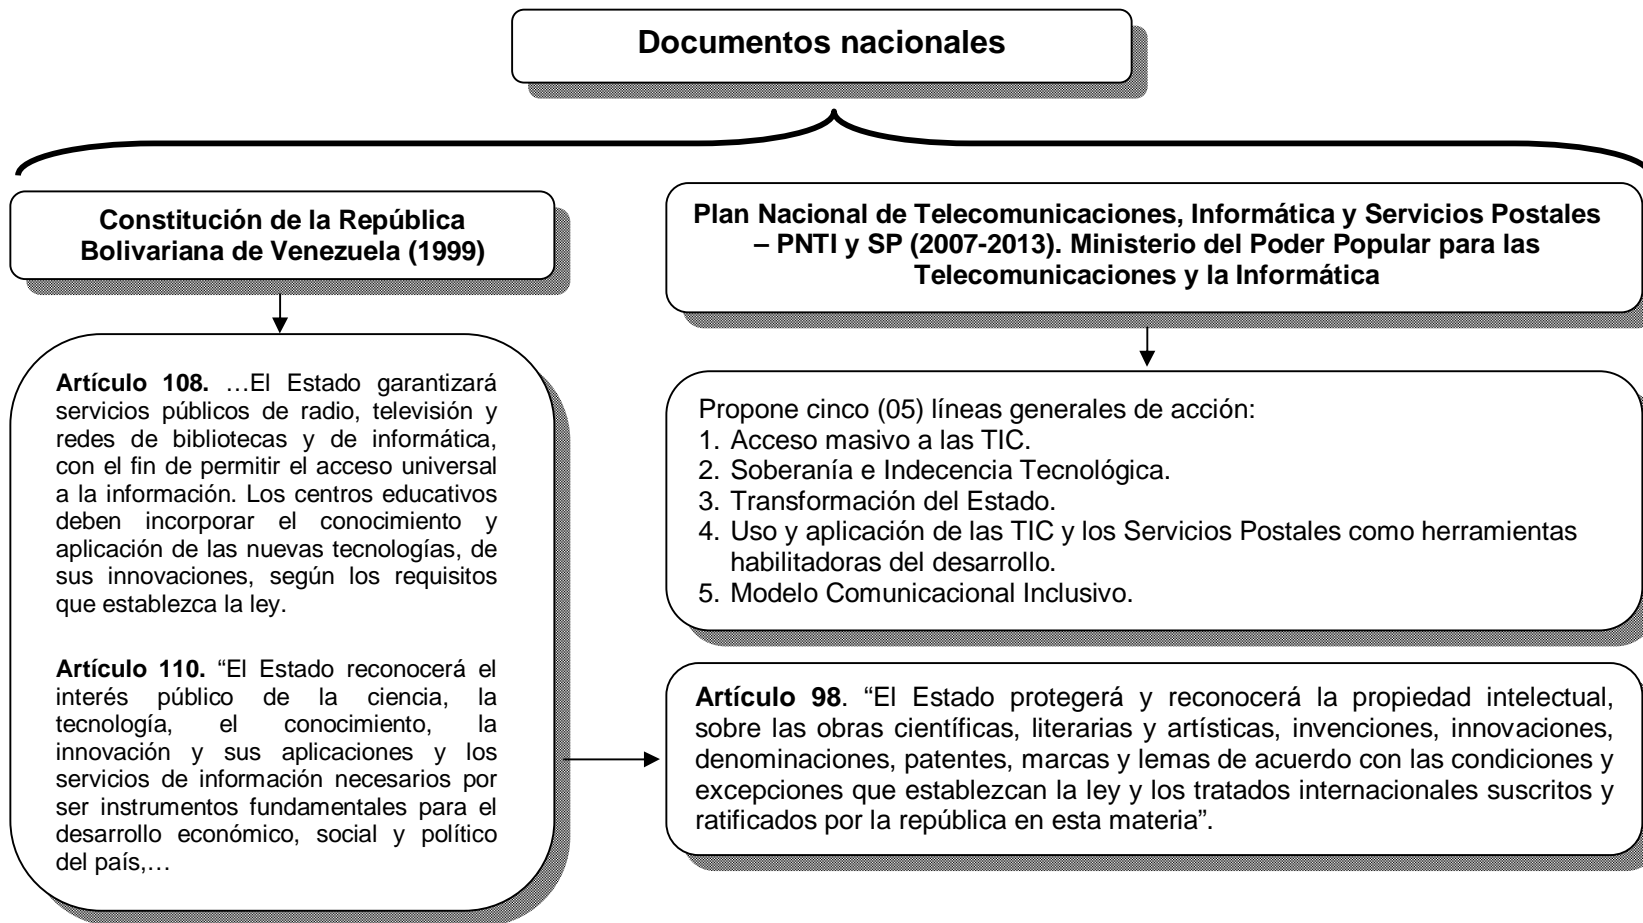 Documentos nacionales
Constitución de la República
Bolivariana de Venezuela (1999)
Artículo 108. …El Estado garantizará
servicios públicos de radio, televisión y
redes de bibliotecas y de informática,
con el fin de permitir el acceso universal
a la información. Los centros educativos
deben incorporar el conocimiento y
aplicación de las nuevas tecnologías, de
sus innovaciones, según los requisitos
que establezca la ley.
Artículo 110. “El Estado reconocerá el
interés público de la ciencia, la
tecnología, el conocimiento, la
innovación y sus aplicaciones y los
servicios de información necesarios por
ser instrumentos fundamentales para el
desarrollo económico, social y político
del país,…
Plan Nacional de Telecomunicaciones, Informática y Servicios Postales
– PNTI y SP (2007-2013). Ministerio del Poder Popular para las
Telecomunicaciones y la Informática
Propone cinco (05) líneas generales de acción:
1. Acceso masivo a las TIC.
2. Soberanía e Indecencia Tecnológica.
3. Transformación del Estado.
4. Uso y aplicación de las TIC y los Servicios Postales como herramientas
habilitadoras del desarrollo.
5. Modelo Comunicacional Inclusivo.
Artículo 98. “El Estado protegerá y reconocerá la propiedad intelectual,
sobre las obras científicas, literarias y artísticas, invenciones, innovaciones,
denominaciones, patentes, marcas y lemas de acuerdo con las condiciones y
excepciones que establezcan la ley y los tratados internacionales suscritos y
ratificados por la república en esta materia”.